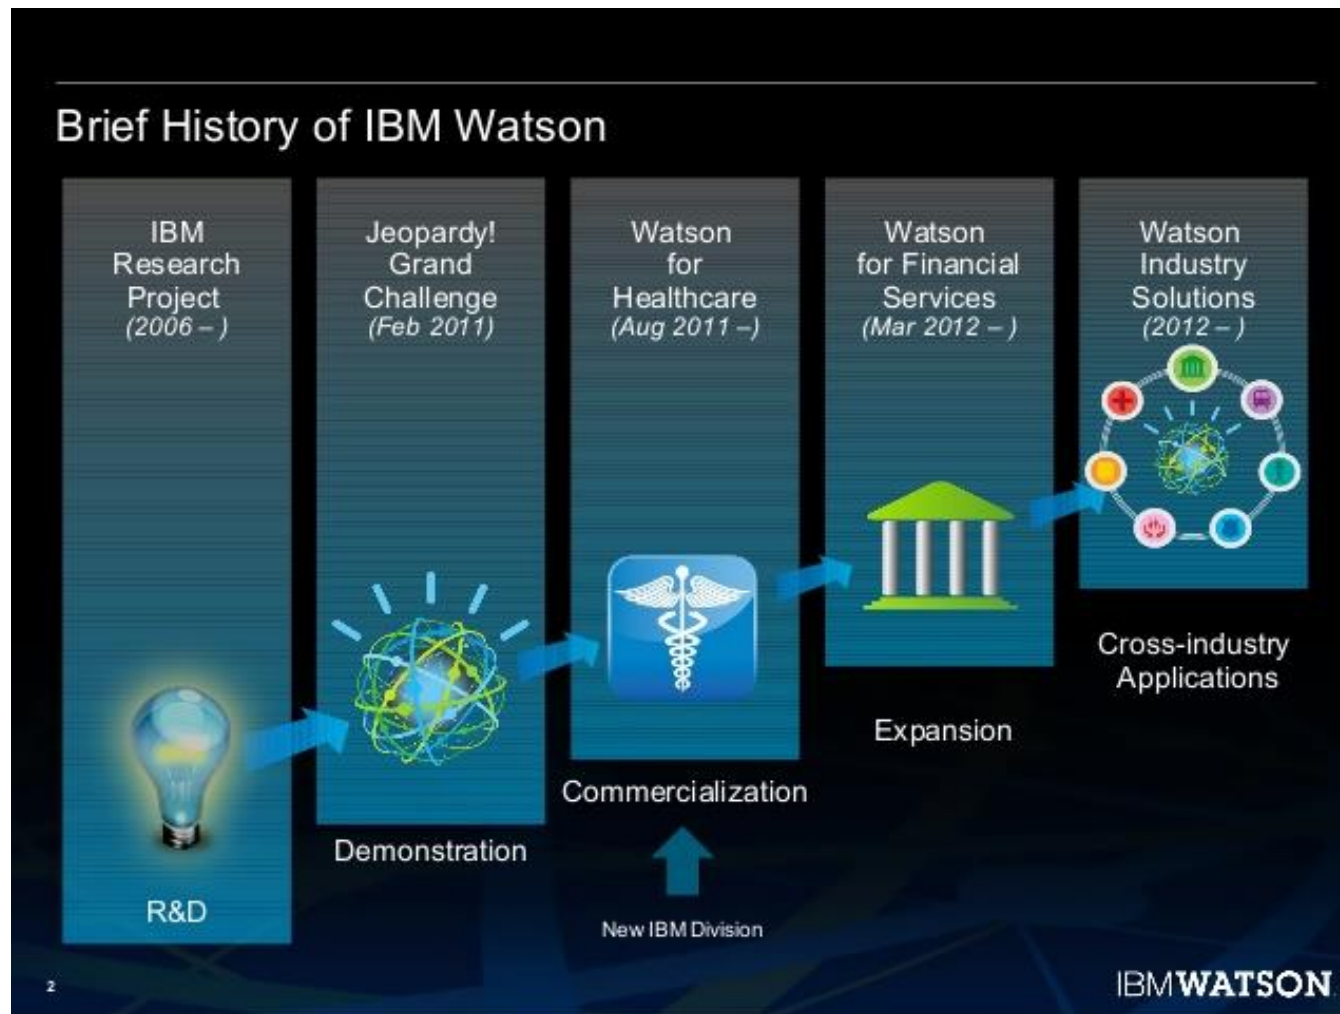 Brief History of IBM Watson
IBM
Research
Project
(2006 – )
Jeopardy!
Grand
Challenge
(Feb 2011)
Watson
for
Healthcare
(Aug 2011 –)
Watson
for Financial
Services
(Mar 2012 – )
Watson
Industry
Solutions
(2012 – )
R&D
Demonstration
Commercialization
New IBM Division
Expansion
Cross-industry
Applications
2
IBM WATSON